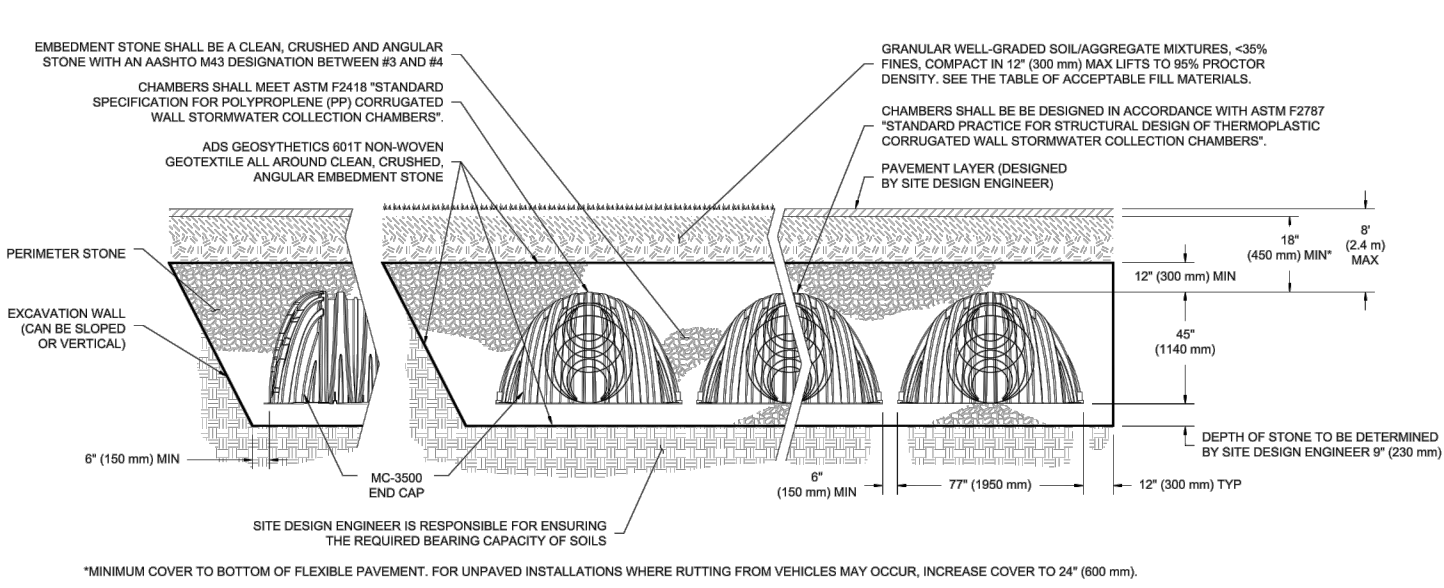 EMBEDMENT STONE SHALL BE A CLEAN, CRUSHED AND ANGULAR
STONE WITH AN AASHTO M43 DESIGNATION BETWEEN #3 AND #4
CHAMBERS SHALL MEET ASTM F2418 "STANDARD
SPECIFICATION FOR POLYPROPLENE (PP) CORRUGATED
WALL STORMWATER COLLECTION CHAMBERS".
ADS GEOSYTHETICS 601T NON-WOVEN
GEOTEXTILE ALL AROUND CLEAN, CRUSHED,
ANGULAR EMBEDMENT STONE
GRANULAR WELL-GRADED SOIL/AGGREGATE MIXTURES, <35%
FINES, COMPACT IN 12" (300 mm) MAX LIFTS TO 95% PROCTOR
DENSITY. SEE THE TABLE OF ACCEPTABLE FILL MATERIALS.
CHAMBERS SHALL BE BE DESIGNED IN ACCORDANCE WITH ASTM F2787
"STANDARD PRACTICE FOR STRUCTURAL DESIGN OF THERMOPLASTIC
CORRUGATED WALL STORMWATER COLLECTION CHAMBERS".
PAVEMENT LAYER (DESIGNED
BY SITE DESIGN ENGINEER)
PERIMETER STONE
EXCAVATION WALL
(CAN BE SLOPED
OR VERTICAL)
18"
(450 mm) MIN*
8'
(2.4 m)
MAX
12" (300 mm) MIN
45"
(1140 mm)
DEPTH OF STONE TO BE DETERMINED
BY SITE DESIGN ENGINEER 9" (230 mm)
6" (150 mm) MIN
MC-3500
END CAP
6"
(150 mm) MIN
77" (1950 mm)
12" (300 mm) TYP
SITE DESIGN ENGINEER IS RESPONSIBLE FOR ENSURING
THE REQUIRED BEARING CAPACITY OF SOILS
*MINIMUM COVER TO BOTTOM OF FLEXIBLE PAVEMENT. FOR UNPAVED INSTALLATIONS WHERE RUTTING FROM VEHICLES MAY OCCUR, INCREASE COVER TO 24" (600 mm).